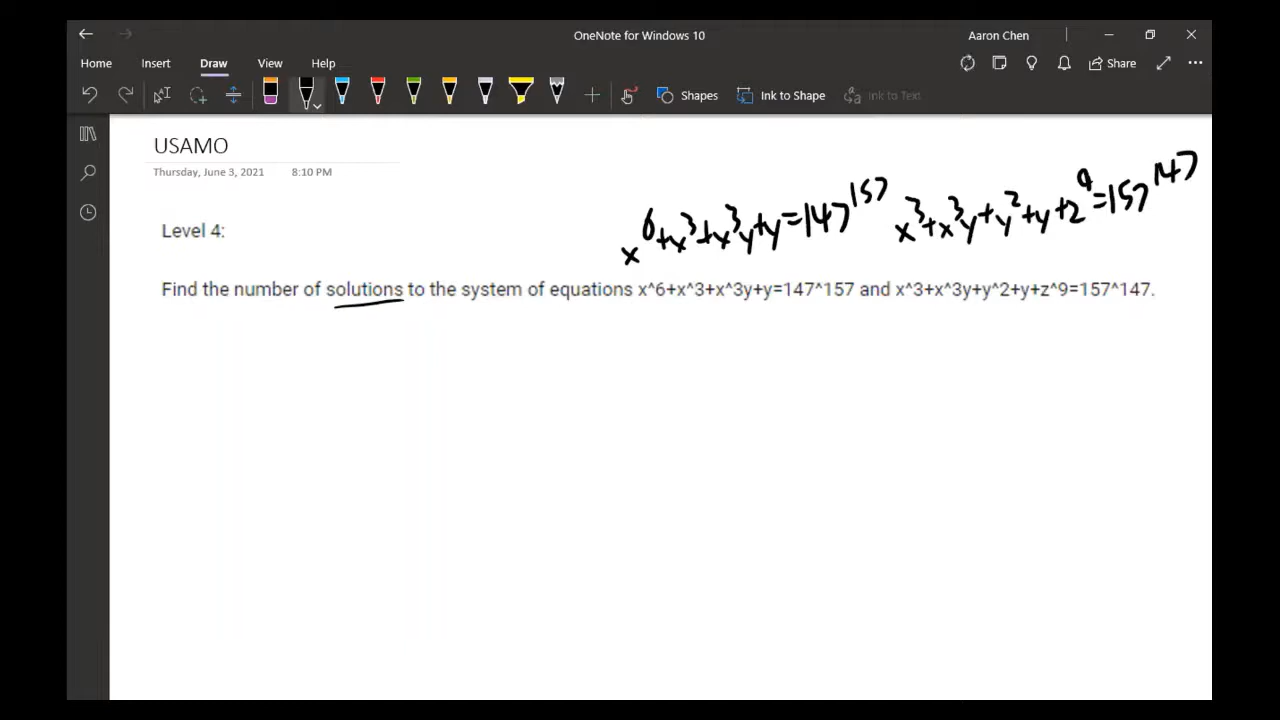 OneNote for Windows 10
Aaron Chen
Home Insert Draw View Help
Share
Shapes
Ink to Shape
Ink to Text
USAMO
Thursday, June 3, 2021 8:10 PM
x^6+x^3+x^3y+y=147^157 x^3+x^3y+y^2+y+z^9=157^147
Level 4:
Find the number of solutions to the system of equations x^6+x^3+x^3y+y=147^157 and x^3+x^3y+y^2+y+z^9=157^147.